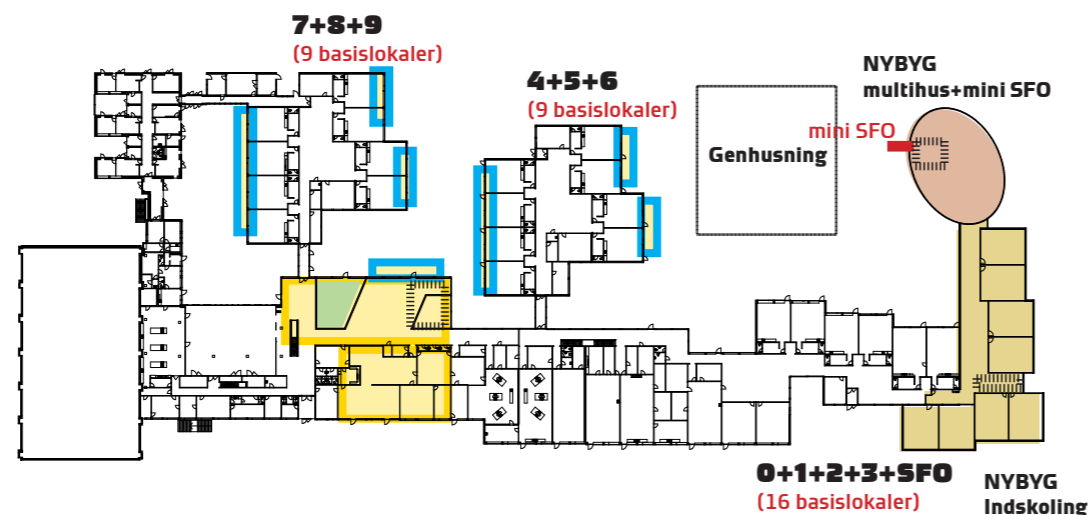 7+8+9
(9 basislokaler)
4+5+6
(9 basislokaler)
NYBYG
multihus+mini SFO
mini SFO
Genhusning
0+1+2+3+SFO
(16 basislokaler)
NYBYG
Indskoling